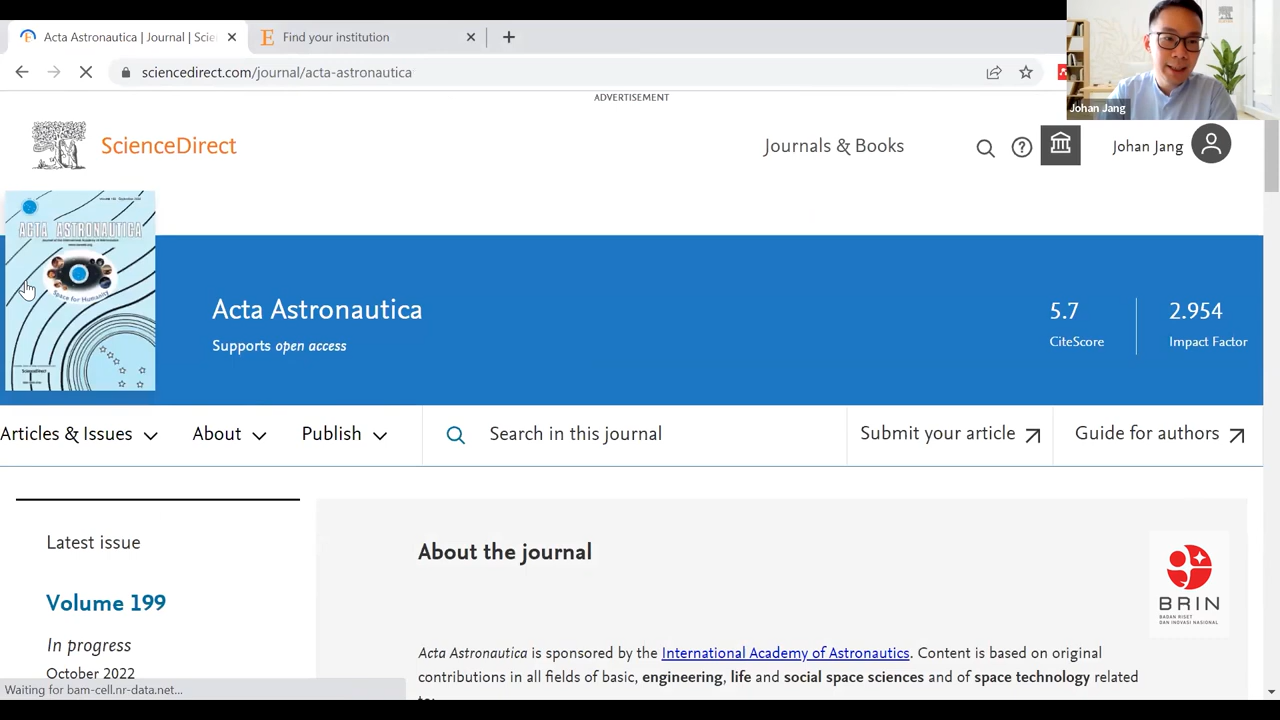 Acta Astronautica | Journal | Scie
Find your institution
sciencedirect.com/journal/acta-astronautica
Johan Jang
ADVERTISEMENT
ScienceDirect
Journals & Books
Johan Jang
ACTA ASTRONAUTICA
Space for Humanity
Acta Astronautica
Supports open access
5.7
CiteScore
2.954
Impact Factor
Articles & Issues
About
Publish
Search in this journal
Submit your article
Guide for authors
Latest issue
Volume 199
In progress
October 2022
About the journal
BRIN
BADAN RISET
DAN INOVASI NASIONAL
Acta Astronautica is sponsored by the International Academy of Astronautics. Content is based on original
contributions in all fields of basic, engineering, life and social space sciences and of space technology related
to:
Waiting for bam-cell.nr-data.net...